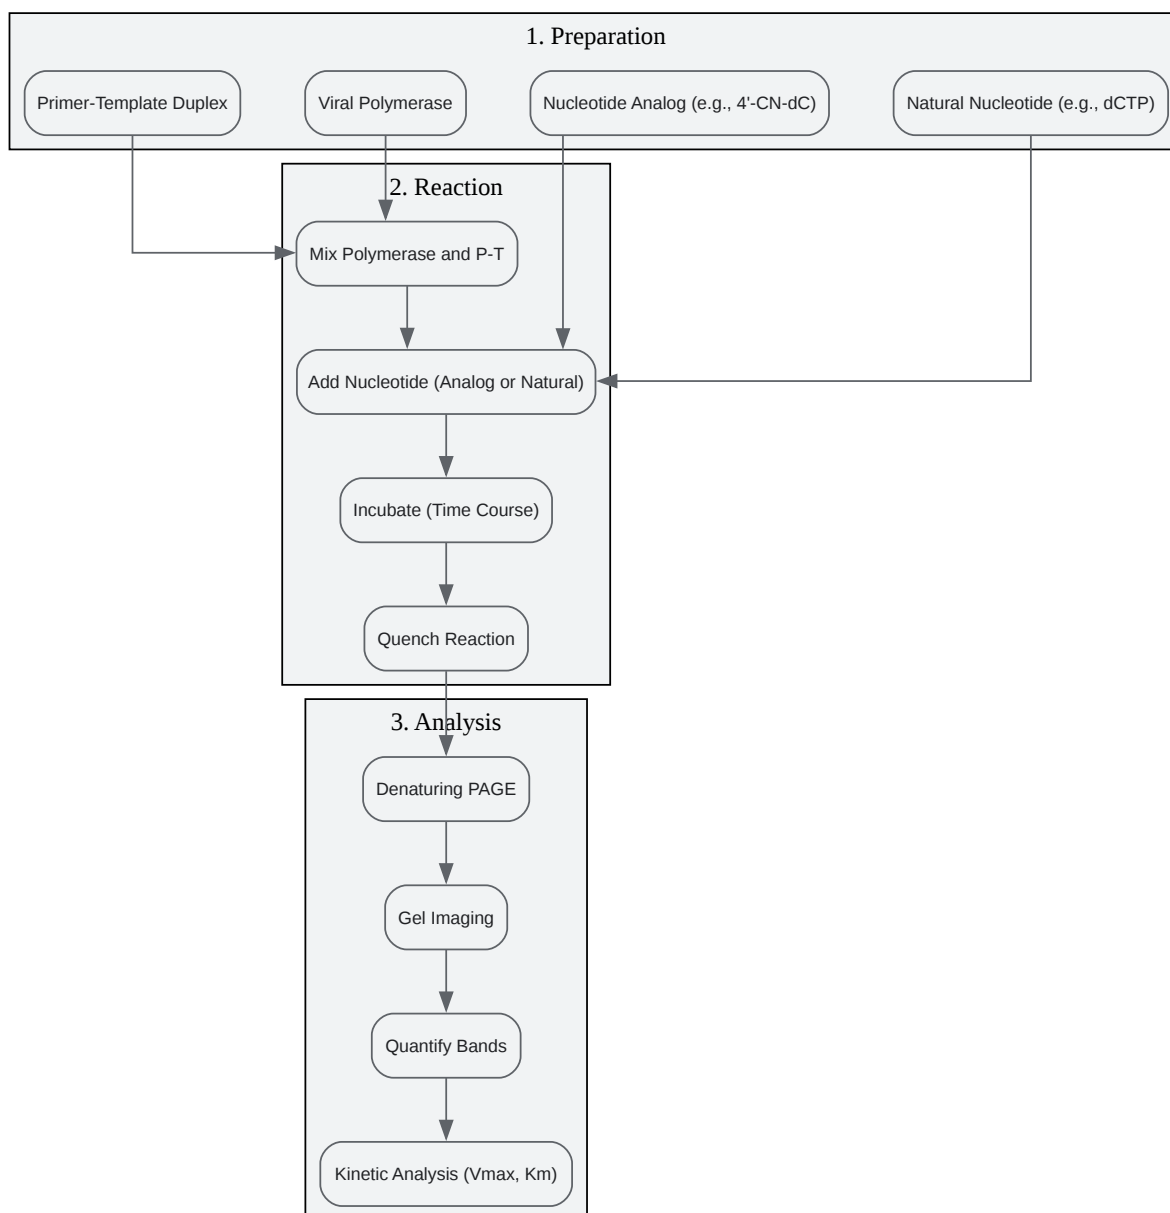 1. Preparation
Primer-Template Duplex
Viral Polymerase
Nucleotide Analog (e.g., 4'-CN-dC)
Natural Nucleotide (e.g., dCTP)
2. Reaction
Mix Polymerase and P-T
Add Nucleotide (Analog or Natural)
Incubate (Time Course)
Quench Reaction
3. Analysis
Denaturing PAGE
Gel Imaging
Quantify Bands
Kinetic Analysis (Vmax, Km)